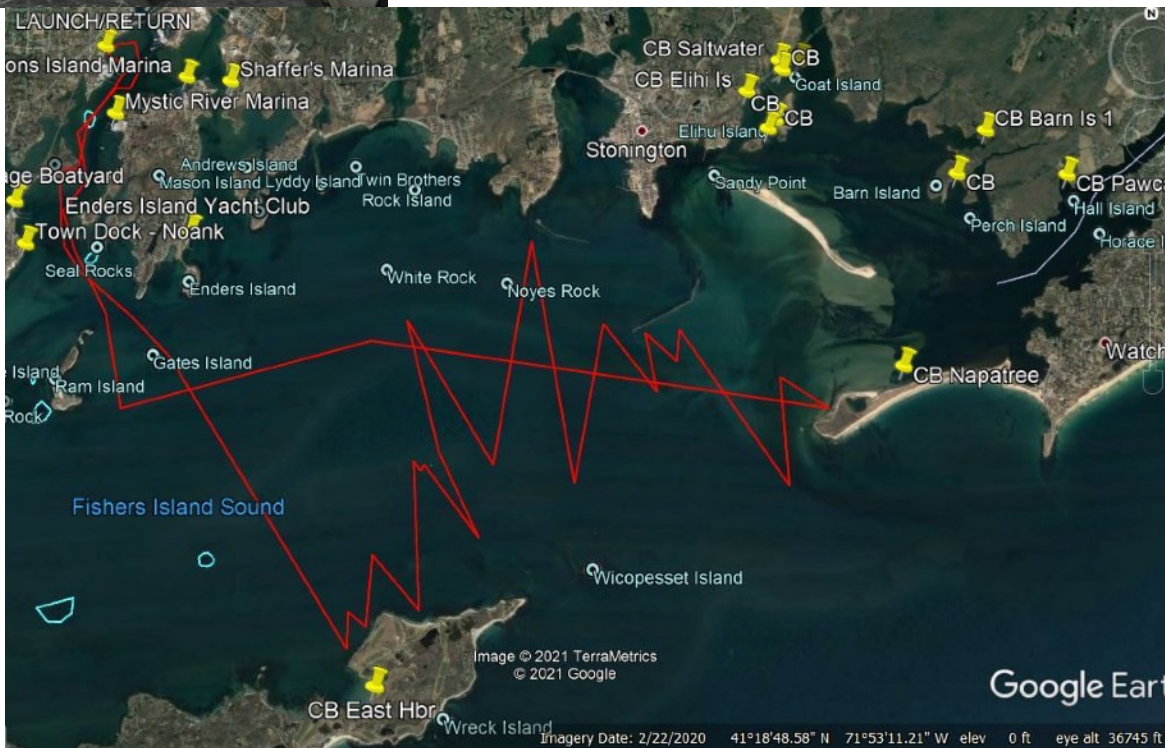 LAUNCH/RETURN
ons Island Marina
Shaffer's Marina
Mystic River Marina
CB Saltwater
CB
Goat Island
CB Elihi Is
CB
CB
CB Barn Is 1
Elihu Island
Stonington
age Boatyard
Andrews Island
Mason Island
Lyddy Island
Twin Brothers
Rock Island
Sandy Point
Barn Island
CB
CB Pawc
Hall Island
Perch Island
Horace I
Enders Island Yacht Club
Town Dock - Noank
Seal Rocks
Enders Island
White Rock
Noyes Rock
Gates Island
e Island
Ram Island
Rock
CB Napatree
Watch
Fishers Island Sound
Wicopesset Island
CB East Hbr
Wreck Island
Image © 2021 TerraMetrics
© 2021 Google
Google Eart
Imagery Date: 2/22/2020 41°18'48.58" N 71°53'11.21" W elev 0 ft eye alt 36745 ft
N